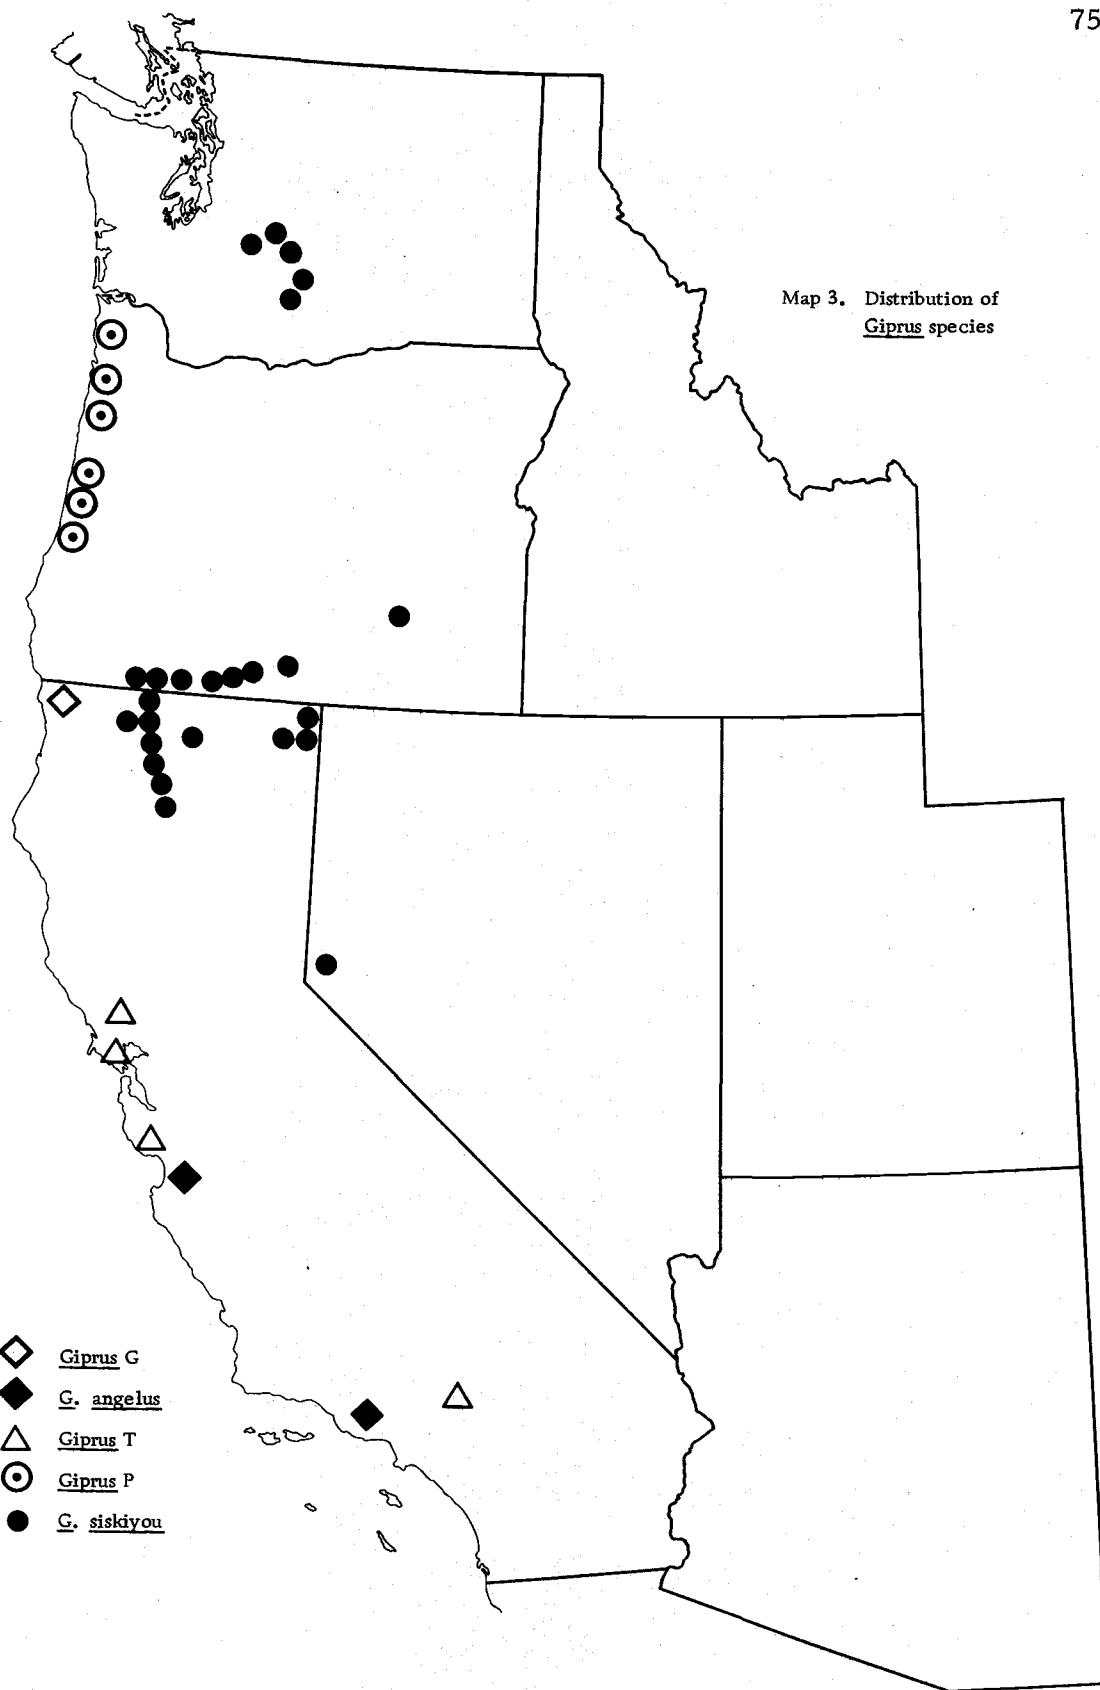 75
Map 3. Distribution of
Giprus species
Giprus G
G. angelus
Giprus T
Giprus P
G. siskiyou